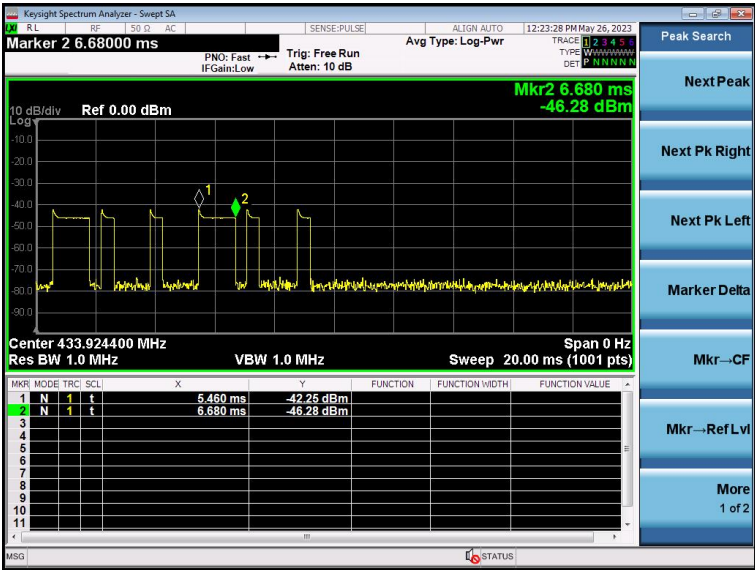 Keysight Spectrum Analyzer - Swept SA
RL RF 50 Ω AC SENSE:PULSE ALIGN AUTO 12:23:28 PM May 26, 2023
Marker 2 6.68000 ms
PNO: Fast
IFGain:Low
Trig: Free Run
Atten: 10 dB
Avg Type: Log-Pwr
TRACE 1 2 3 4 5 6
TYPE
DET P N N N N N
Peak Search
Mkr2 6.680 ms
-46.28 dBm
10 dB/div Ref 0.00 dBm
Log
-10.0
-20.0
-30.0
-40.0
-50.0
-60.0
-70.0
-80.0
-90.0
1
2
Center 433.924400 MHz Span 0 Hz
Res BW 1.0 MHz VBW 1.0 MHz Sweep 20.00 ms (1001 pts)
MKR MODE TRC SCL X Y FUNCTION FUNCTION WIDTH FUNCTION VALUE
1 N 1 t 5.460 ms -42.25 dBm
2 N 1 t 6.680 ms -46.28 dBm
3
4
5
6
7
8
9
10
11
MSG STATUS
Next Peak
Next Pk Right
Next Pk Left
Marker Delta
Mkr→CF
Mkr→Ref Lvl
More
1 of 2